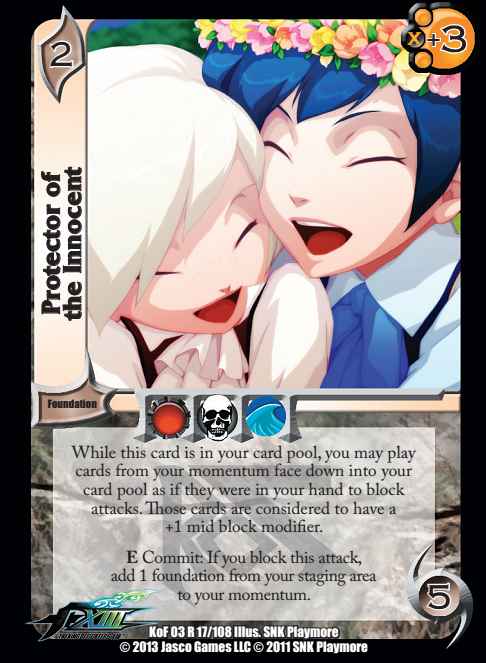 2
x +3
Protector of
the Innocent
Foundation
While this card is in your card pool, you may play
cards from your momentum face down into your
card pool as if they were in your hand to block
attacks. Those cards are considered to have a
+1 mid block modifier.
E Commit: If you block this attack,
add 1 foundation from your staging area
to your momentum.
5
XIII
KoF 03 R 17/108 Illus. SNK Playmore
© 2013 Jasco Games LLC © 2011 SNK Playmore